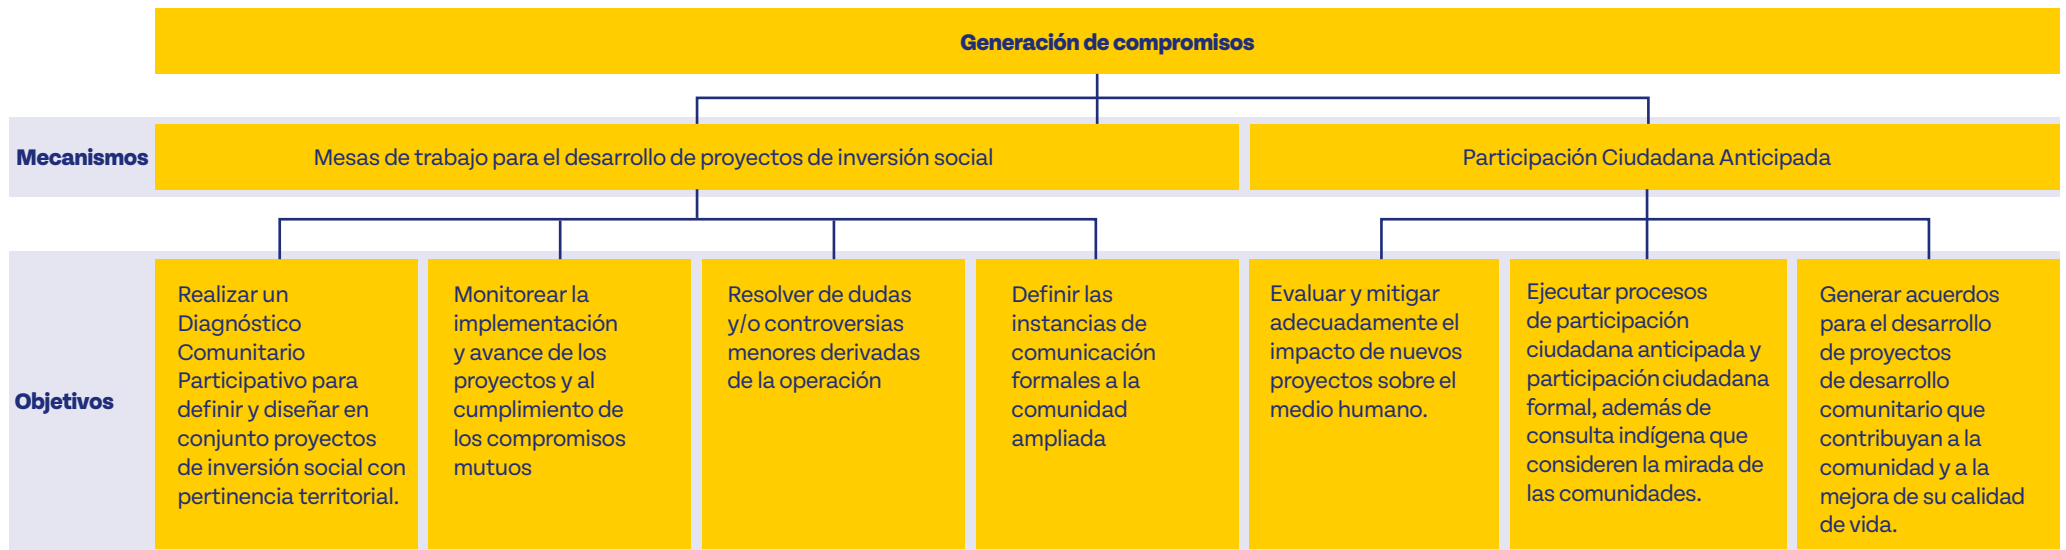 Generación de compromisos
Mecanismos
Mesas de trabajo para el desarrollo de proyectos de inversión social
Participación Ciudadana Anticipada
Objetivos
Realizar un
Diagnóstico
Comunitario
Participativo para
definir y diseñar en
conjunto proyectos
de inversión social con
pertinencia territorial.
Monitorear la
implementación
y avance de los
proyectos y al
cumplimiento de
los compromisos
mutuos
Resolver de dudas
y/o controversias
menores derivadas
de la operación
Definir las
instancias de
comunicación
formales a la
comunidad
ampliada
Evaluar y mitigar
adecuadamente el
impacto de nuevos
proyectos sobre el
medio humano.
Ejecutar procesos
de participación
ciudadana anticipada y
participación ciudadana
formal, además de
consulta indígena que
consideren la mirada de
las comunidades.
Generar acuerdos
para el desarrollo
de proyectos
de desarrollo
comunitario que
contribuyan a la
comunidad y a la
mejora de su calidad
de vida.